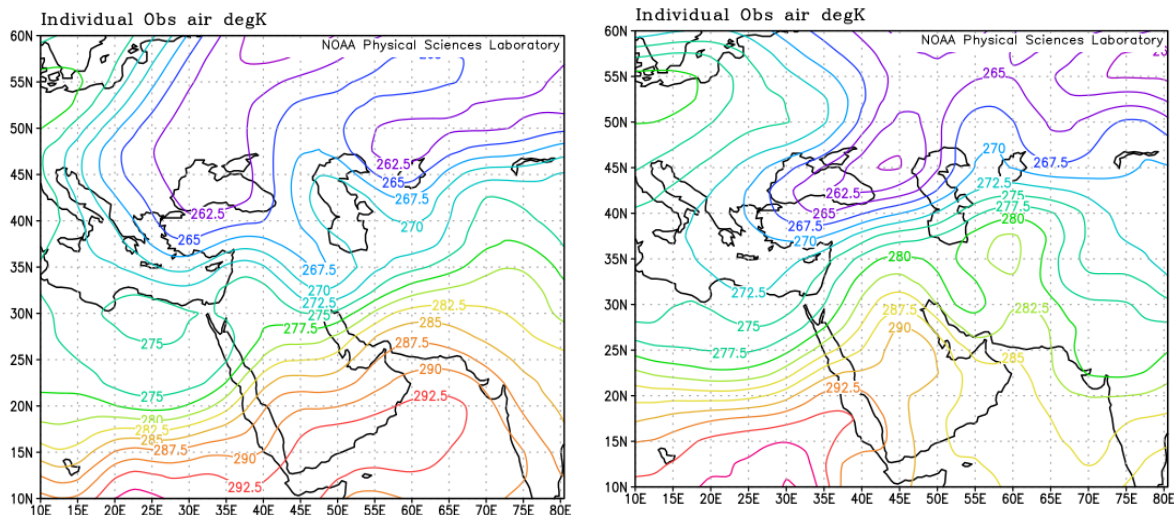 Individual Obs air degK
NOAA Physical Sciences Laboratory
60N
55N
50N
262.5
45N
265
267.5
262.5
40N
270
265
35N
267.5
270
272.5
282.5
30N
275
285
277.5
275
287.5
25N
290
275
292.5
20N
280
282.5
285
287.5
15N
290
292.5
10N
10E 15E 20E 25E 30E 35E 40E 45E 50E 55E 60E 65E 70E 75E 80E
Individual Obs air degK
NOAA Physical Sciences Laboratory
60N
265
55N
50N
270
267.5
45N
272.5
275
277.5
265
280
40N
267.5
270
280
35N
272.5
30N
287.5
282.5
275
290
277.5
285
25N
292.5
20N
15N
10N
10E 15E 20E 25E 30E 35E 40E 45E 50E 55E 60E 65E 70E 75E 80E